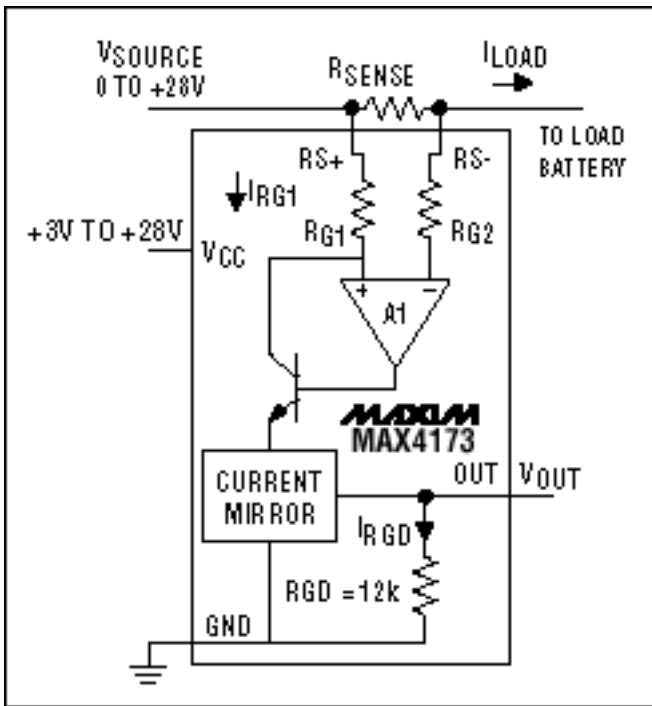 VSOURCE
0 TO +28V
RSENSE
ILOAD
TO LOAD
BATTERY
RS+
RS-
IRG1
RG1
RG2
+3V TO +28V
VCC
+
−
A1
MAXIM
MAX4173
CURRENT
MIRROR
OUT
VOUT
IRGD
RGD =12k
GND